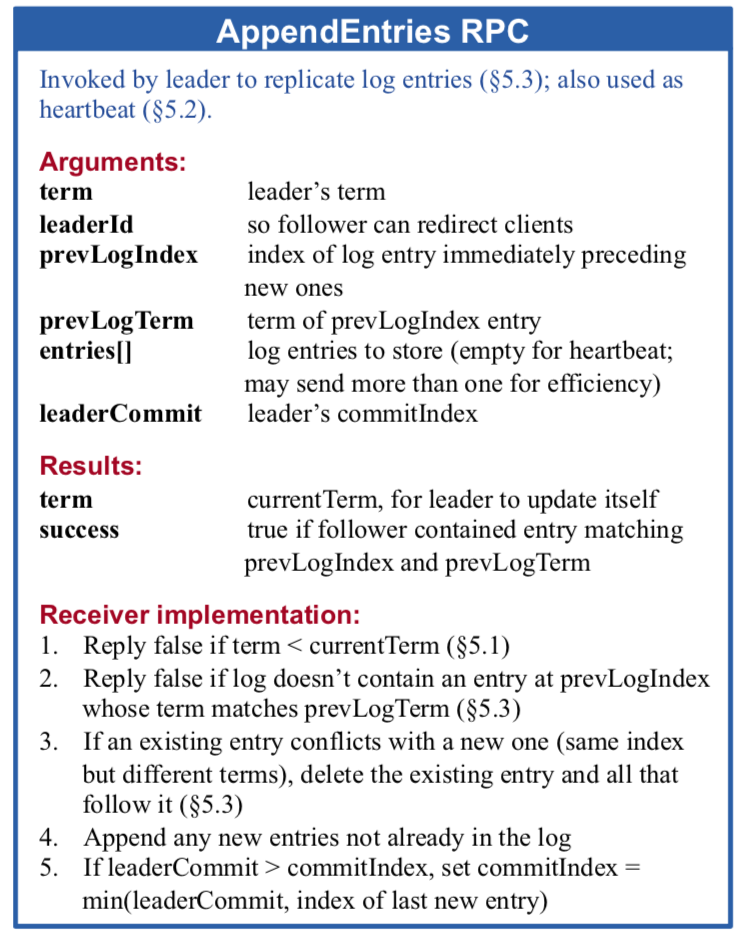 AppendEntries RPC
Invoked by leader to replicate log entries (§5.3); also used as
heartbeat (§5.2).
Arguments:
term leader’s term
leaderId so follower can redirect clients
prevLogIndex index of log entry immediately preceding
new ones
prevLogTerm term of prevLogIndex entry
entries[] log entries to store (empty for heartbeat;
may send more than one for efficiency)
leaderCommit leader’s commitIndex
Results:
term currentTerm, for leader to update itself
success true if follower contained entry matching
prevLogIndex and prevLogTerm
Receiver implementation:
1. Reply false if term < currentTerm (§5.1)
2. Reply false if log doesn’t contain an entry at prevLogIndex
whose term matches prevLogTerm (§5.3)
3. If an existing entry conflicts with a new one (same index
but different terms), delete the existing entry and all that
follow it (§5.3)
4. Append any new entries not already in the log
5. If leaderCommit > commitIndex, set commitIndex =
min(leaderCommit, index of last new entry)